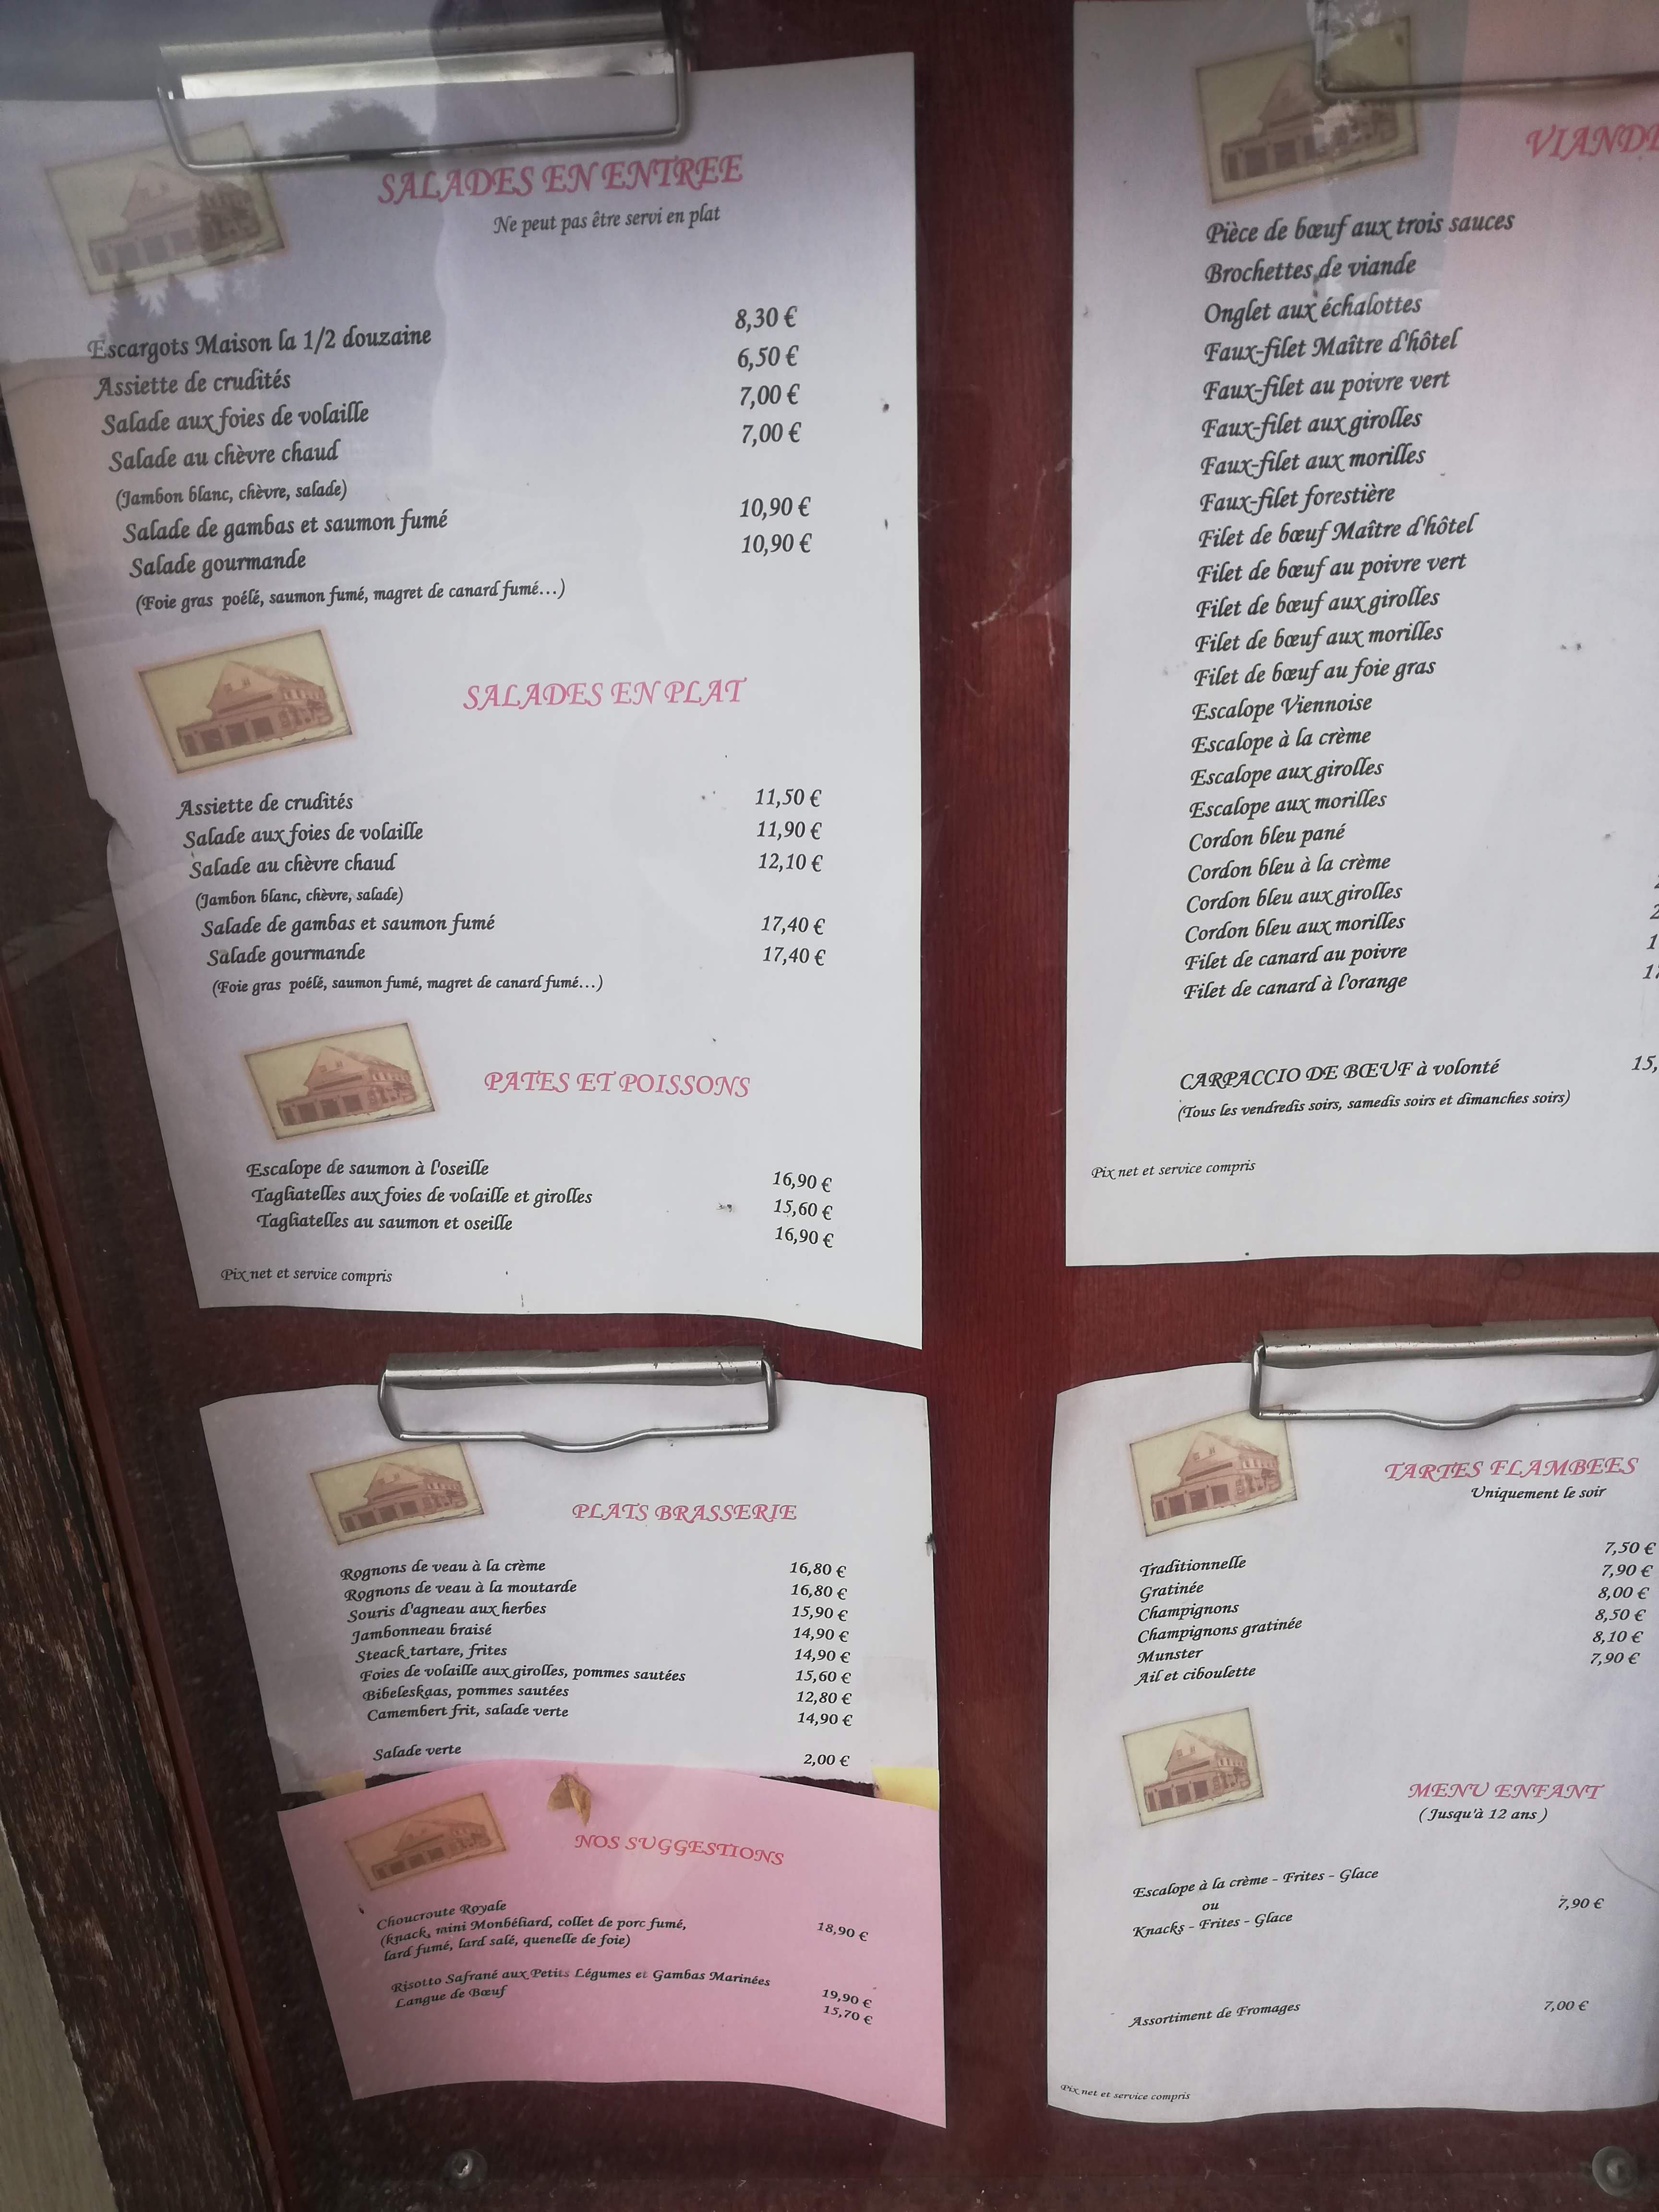 SALADES EN ENTREE
Ne peut pas être servi en plat
Escargots Maison la 1/2 douzaine 8,30 €
Assiette de crudités 6,50 €
Salade aux foies de volaille 7,00 €
Salade au chèvre chaud 7,00 €
(Jambon blanc, chèvre, salade)
Salade de gambas et saumon fumé 10,90 €
Salade gourmande 10,90 €
(Foie gras poélé, saumon fumé, magret de canard fumé...)
SALADES EN PLAT
Assiette de crudités 11,50 €
Salade aux foies de volaille 11,90 €
Salade au chèvre chaud 12,10 €
(Jambon blanc, chèvre, salade)
Salade de gambas et saumon fumé 17,40 €
Salade gourmande 17,40 €
(Foie gras poélé, saumon fumé, magret de canard fumé...)
PATES ET POISSONS
Escalope de saumon à l'oseille 16,90 €
Tagliatelles aux foies de volaille et girolles 15,60 €
Tagliatelles au saumon et oseille 16,90 €
Pix net et service compris
VIANDE
Pièce de bœuf aux trois sauces
Brochettes de viande
Onglet aux échalottes
Faux-filet Maître d'hôtel
Faux-filet au poivre vert
Faux-filet aux girolles
Faux-filet aux morilles
Faux-filet forestière
Filet de bœuf Maître d'hôtel
Filet de bœuf au poivre vert
Filet de bœuf aux girolles
Filet de bœuf aux morilles
Filet de bœuf au foie gras
Escalope Viennoise
Escalope à la crème
Escalope aux girolles
Escalope aux morilles
Cordon bleu pané
Cordon bleu à la crème
Cordon bleu aux girolles
Cordon bleu aux morilles
Filet de canard au poivre
Filet de canard à l'orange
CARPACCIO DE BŒUF à volonté 15,
(Tous les vendredis soirs, samedis soirs et dimanches soirs)
Pix net et service compris
PLATS BRASSERIE
Rognons de veau à la crème 16,80 €
Rognons de veau à la moutarde 16,80 €
Souris d'agneau aux herbes 15,90 €
Jambonneau braisé 14,90 €
Steack tartare, frites 14,90 €
Foies de volaille aux girolles, pommes sautées 15,60 €
Bibeleskaas, pommes sautées 12,80 €
Camembert frit, salade verte 14,90 €
Salade verte 2,00 €
NOS SUGGESTIONS
Choucroute Royale
(knack, mini Monbéliard, collet de porc fumé, 18,90 €
lard fumé, lard salé, quenelle de foie)
Risotto Safrané aux Petits Légumes et Gambas Marinées 19,90 €
Langue de Bœuf 15,70 €
TARTES FLAMBEES
Uniquement le soir
Traditionnelle 7,50 €
Gratinée 7,90 €
Champignons 8,00 €
Champignons gratinée 8,50 €
Munster 8,10 €
Ail et ciboulette 7,90 €
MENU ENFANT
( Jusqu'à 12 ans )
Escalope à la crème - Frites - Glace
ou 7,90 €
Knacks - Frites - Glace
Assortiment de Fromages 7,00 €
Pix net et service compris